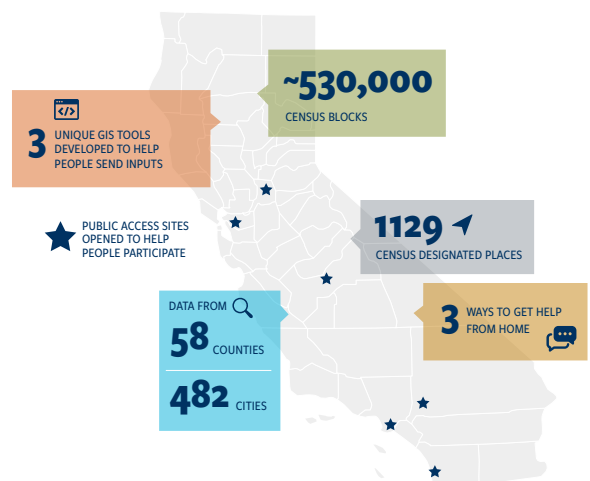 ~530,000
CENSUS BLOCKS
</>
3
UNIQUE GIS TOOLS
DEVELOPED TO HELP
PEOPLE SEND INPUTS
PUBLIC ACCESS SITES
OPENED TO HELP
PEOPLE PARTICIPATE
1129
CENSUS DESIGNATED PLACES
DATA FROM
58 COUNTIES
482 CITIES
3
WAYS TO GET HELP
FROM HOME